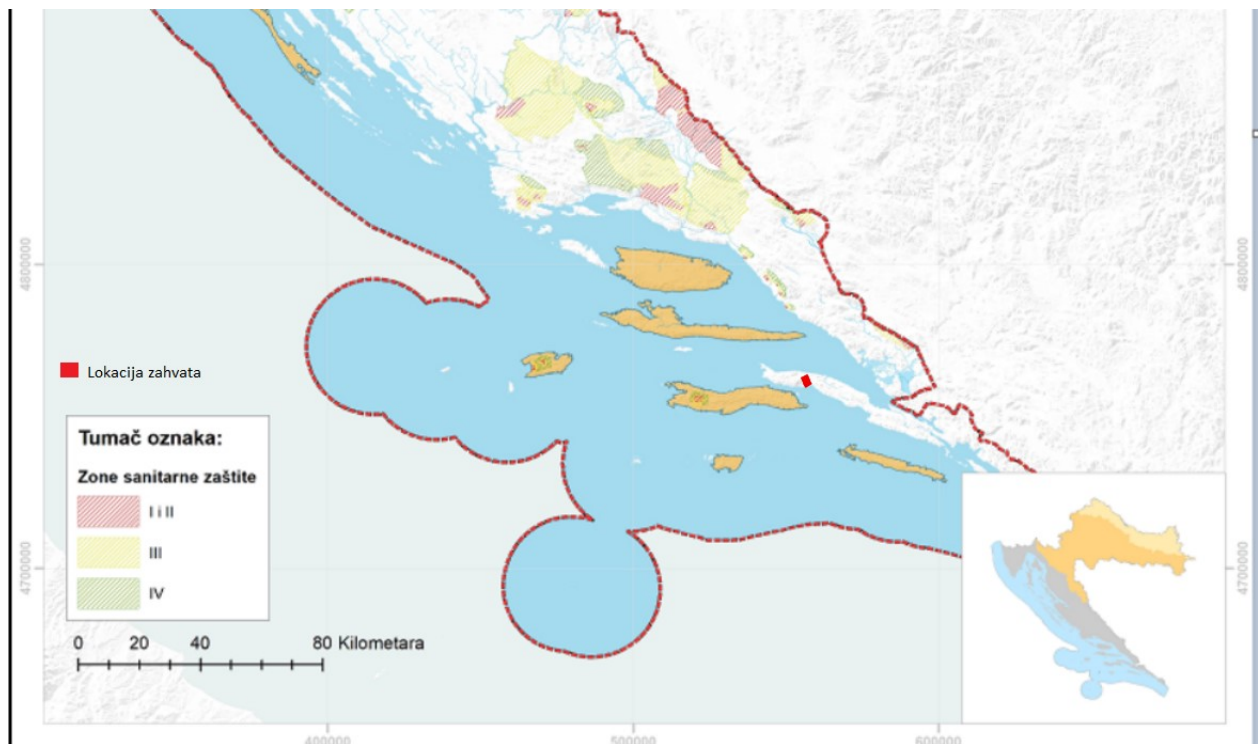 4800000
4800000
Lokacija zahvata
Tumač oznaka:
Zone sanitarne zaštite
I i II
III
IV
0 20 40 80 Kilometara
4700000
4700000
400000
500000
600000